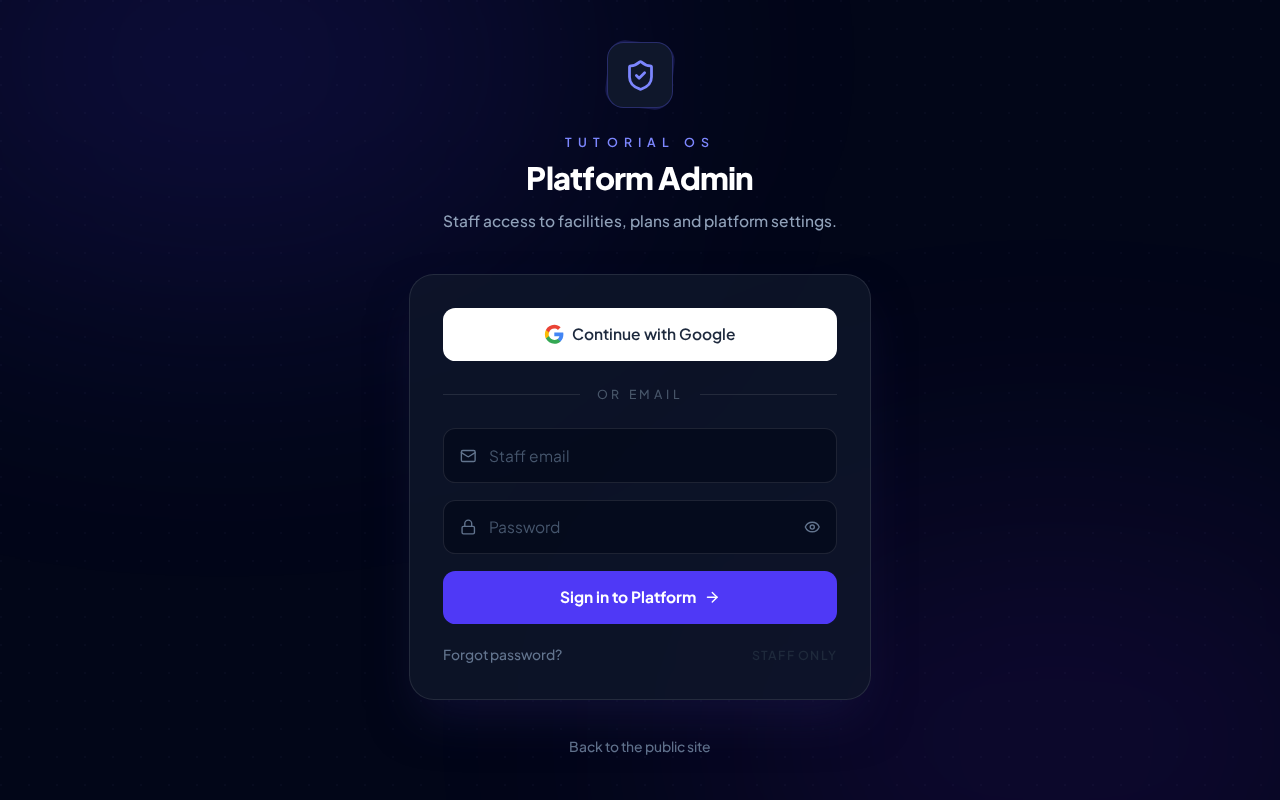 TUTORIAL OS
Platform Admin
Staff access to facilities, plans and platform settings.
Continue with Google
OR EMAIL
Staff email
Password
Sign in to Platform →
Forgot password?
STAFF ONLY
Back to the public site